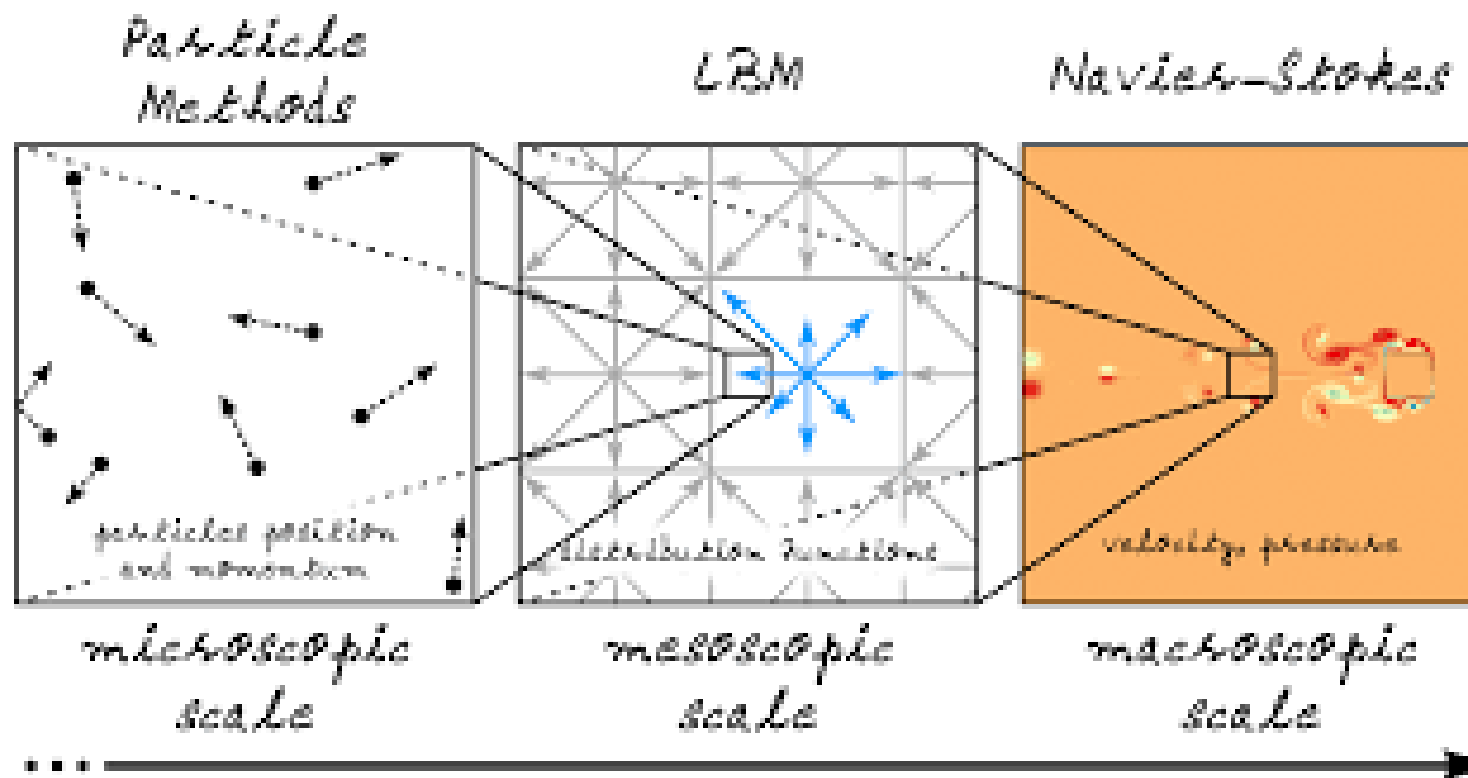 Particle
Methods
LBM
Navier-Stokes
particles position
and momentum
distribution functions
velocity, pressure
microscopic
scale
mesoscopic
scale
macroscopic
scale